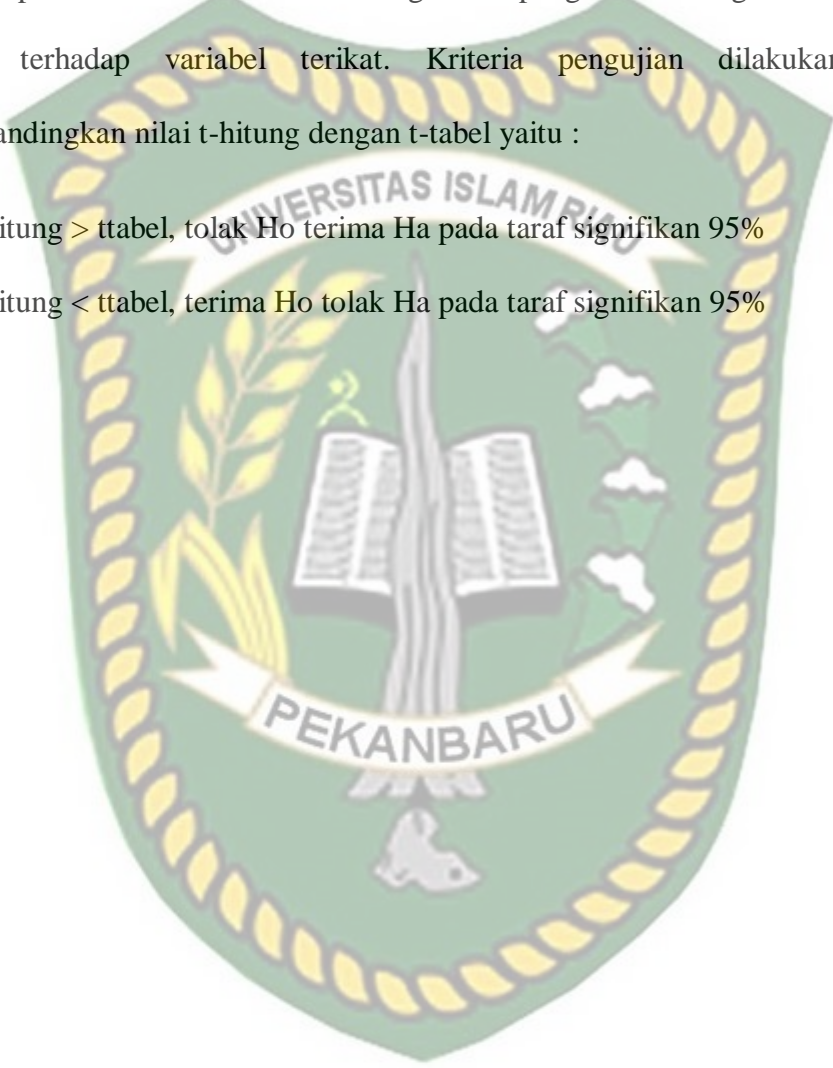 terhadap variabel terikat. Kriteria pengujian dilakukan
andingkan nilai t-hitung dengan t-tabel yaitu :
UNIVERSITAS ISLAM RIAU
itung > ttabel, tolak Ho terima Ha pada taraf signifikan 95%
itung < ttabel, terima Ho tolak Ha pada taraf signifikan 95%
PEKANBARU